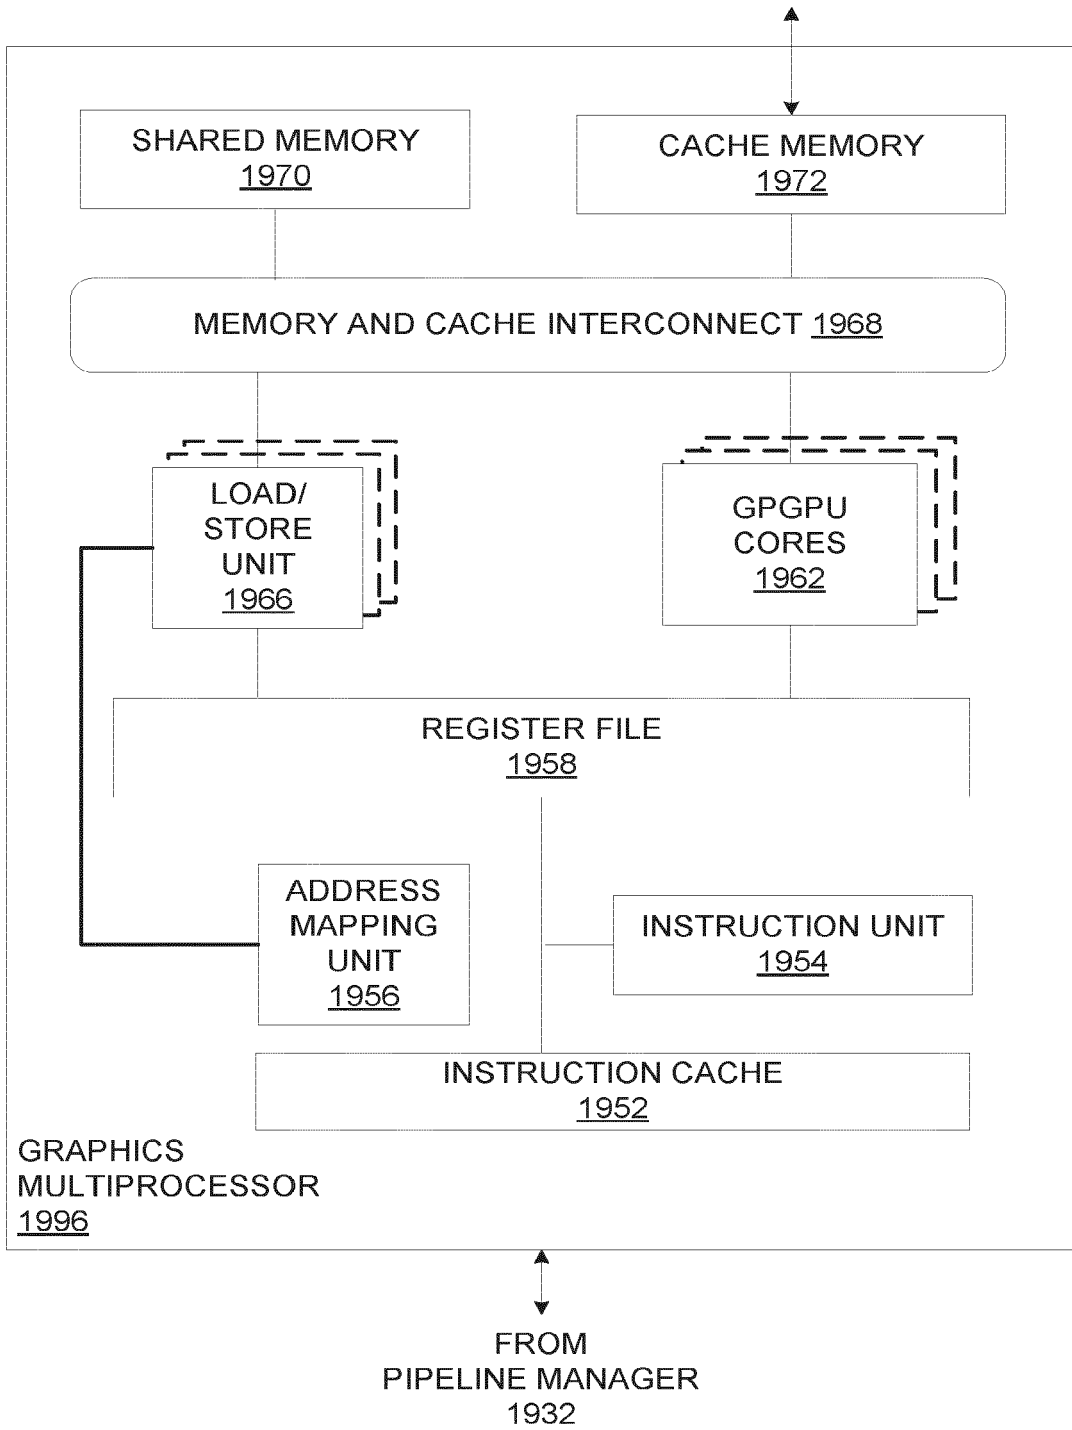 SHARED MEMORY
1970
CACHE MEMORY
1972
MEMORY AND CACHE INTERCONNECT 1968
LOAD/
STORE
UNIT
1966
GPGPU
CORES
1962
REGISTER FILE
1958
ADDRESS
MAPPING
UNIT
1956
INSTRUCTION UNIT
1954
INSTRUCTION CACHE
1952
GRAPHICS
MULTIPROCESSOR
1996
FROM
PIPELINE MANAGER
1932